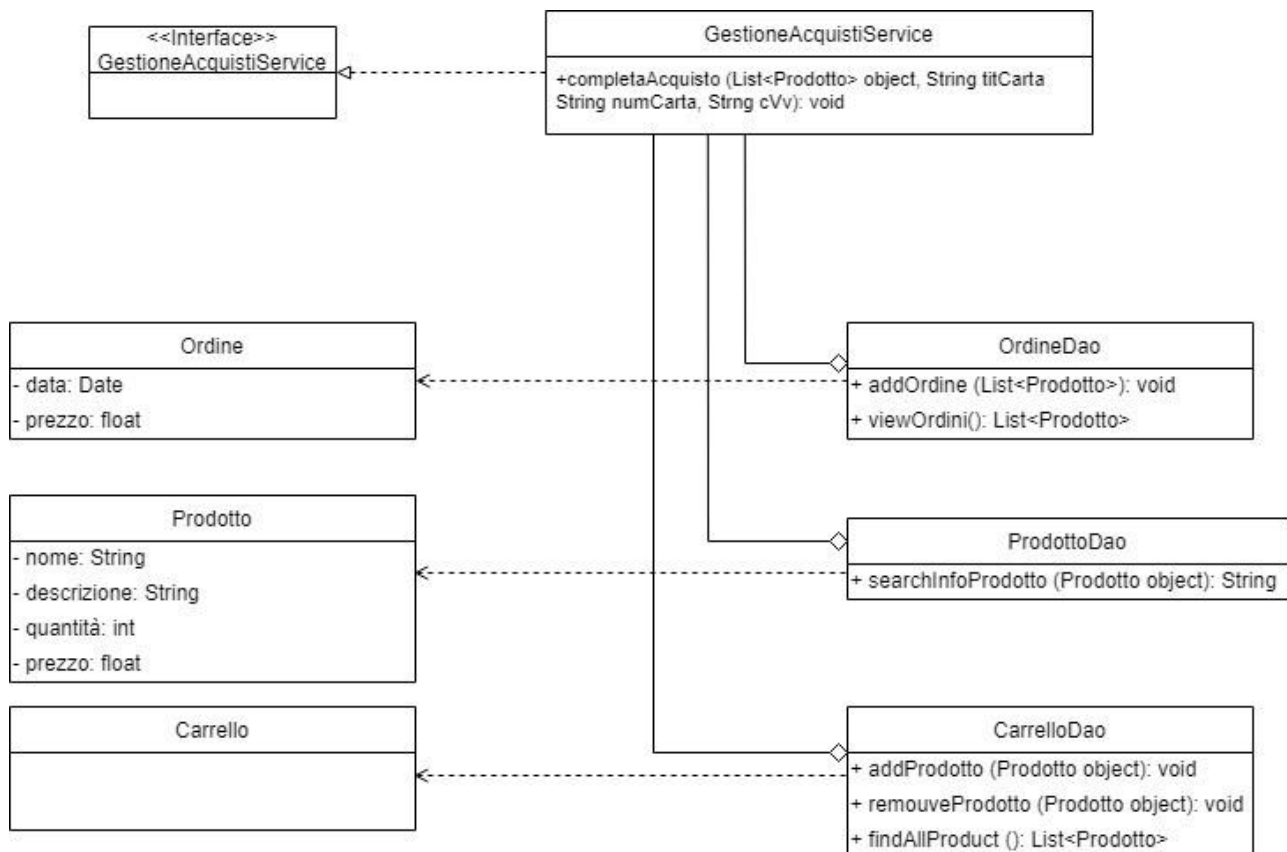 <<Interface>>
GestioneAcquistiService
GestioneAcquistiService
+completaAcquisto (List<Prodotto> object, String titCarta
String numCarta, Strng cVv): void
Ordine
- data: Date
- prezzo: float
OrdineDao
+ addOrdine (List<Prodotto>): void
+ viewOrdini(): List<Prodotto>
Prodotto
- nome: String
- descrizione: String
- quantità: int
- prezzo: float
ProdottoDao
+ searchInfoProdotto (Prodotto object): String
Carrello
CarrelloDao
+ addProdotto (Prodotto object): void
+ remouveProdotto (Prodotto object): void
+ findAllProduct (): List<Prodotto>